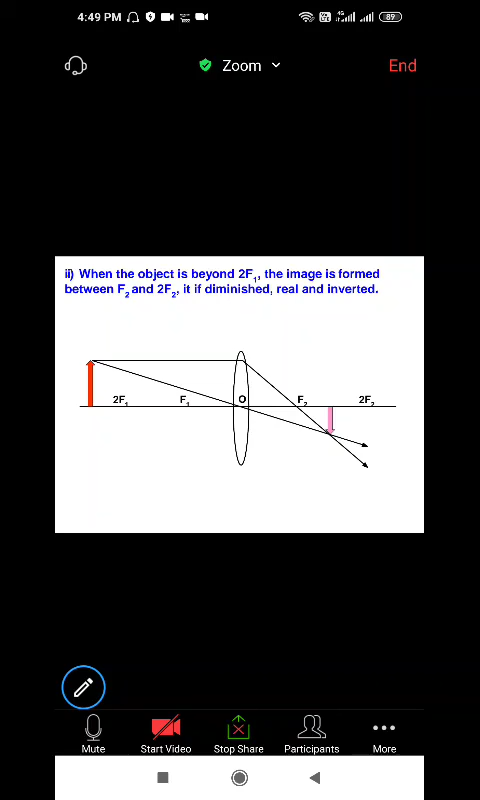 4:49 PM
4G
89
Zoom
End
ii) When the object is beyond 2F1, the image is formed
between F2 and 2F2, it if diminished, real and inverted.
2F1 F1 O F2 2F2
Mute Start Video Stop Share Participants More